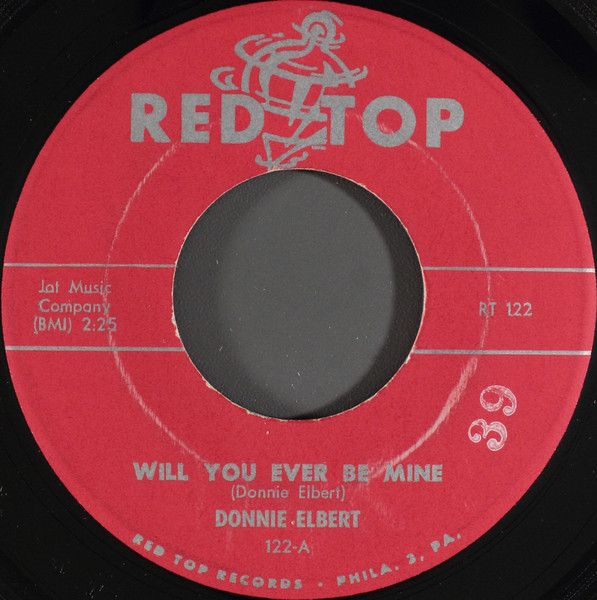 RED TOP
Jat Music
Company
(BMI) 2:25
RT 122
39
WILL YOU EVER BE MINE
(Donnie Elbert)
DONNIE ELBERT
122-A
RED TOP RECORDS · PHILA. 3, PA.